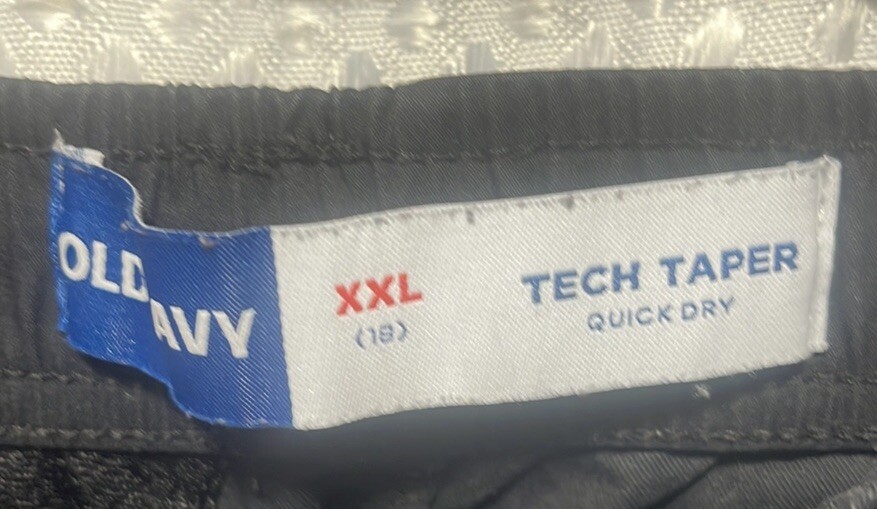 OLD AVY
XXL
(18)
TECH TAPER
QUICK DRY